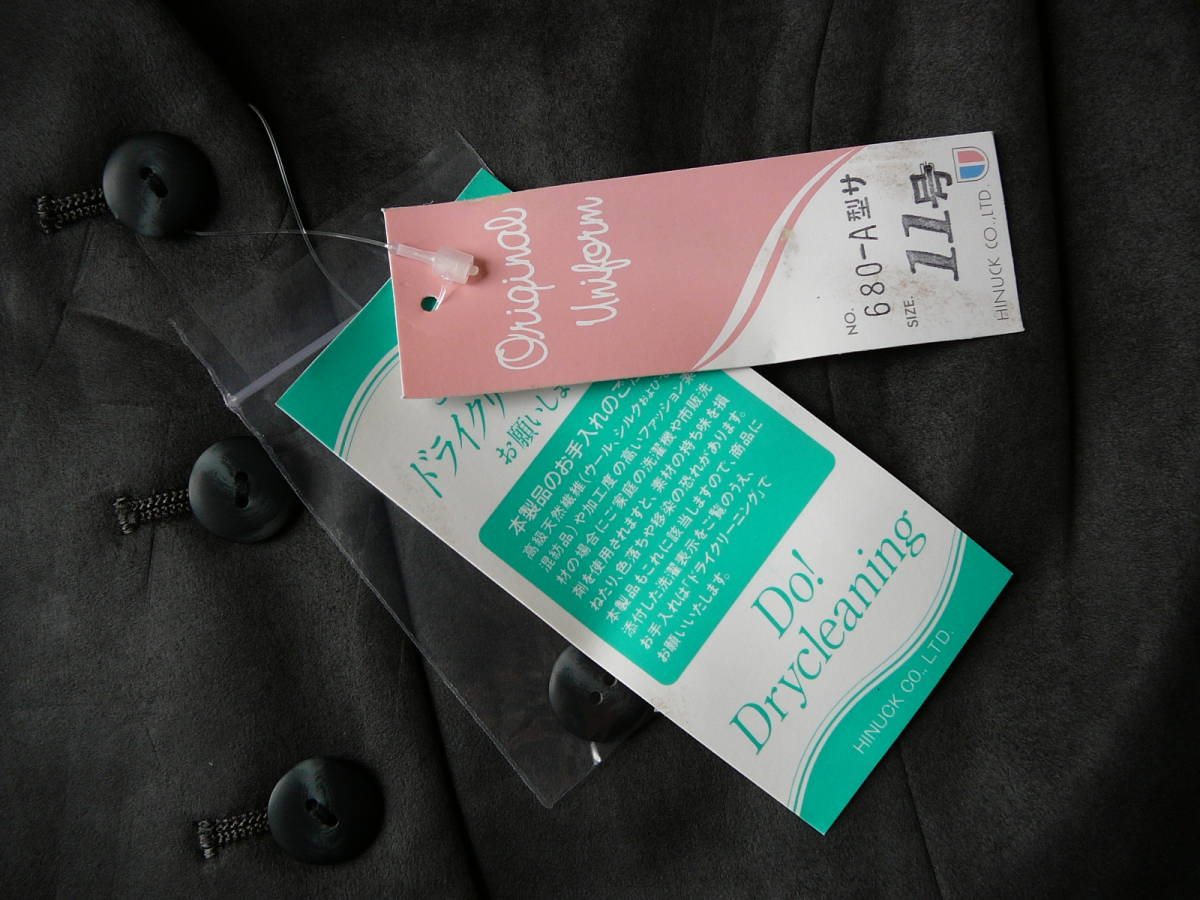 Original
Uniform
NO. 680-A型サ
SIZE. 11号
HINUCK CO.,LTD.
ドライクリ
お願いしま
本製品のお手入れのご
高級天然繊維(ウール、シルクおよび
混紡品)や加工度の高いファッション素
材の場合にご家庭の洗濯機や市販洗
剤を使用されますと、素材の持ち味を損
ねたり、色落ちや移染の恐れがあります。
本製品もこれに該当しますので、商品に
添付した洗濯表示をご覧のうえ、
お手入れは「ドライクリーニング」で
お願いいたします。
Do!
Drycleaning
HINUCK CO., LTD.